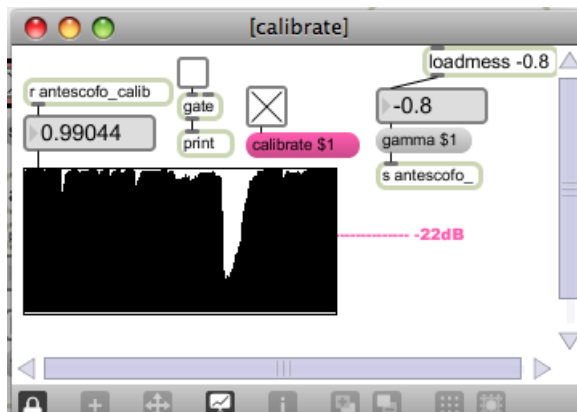 [calibrate]
loadmess -0.8
r antescofo_calib
0.99044
gate
print
calibrate $1
-0.8
gamma $1
s antescofo_
-22dB